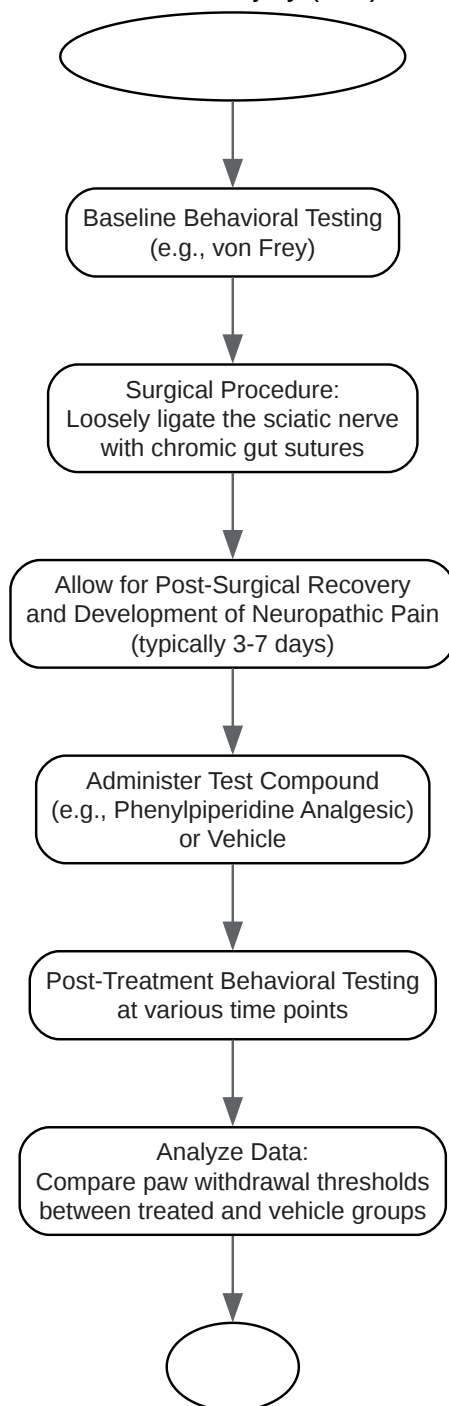 Baseline Behavioral Testing
(e.g., von Frey)
Surgical Procedure:
Loosely ligate the sciatic nerve
with chromic gut sutures
Allow for Post-Surgical Recovery
and Development of Neuropathic Pain
(typically 3-7 days)
Administer Test Compound
(e.g., Phenylpiperidine Analgesic)
or Vehicle
Post-Treatment Behavioral Testing
at various time points
Analyze Data:
Compare paw withdrawal thresholds
between treated and vehicle groups